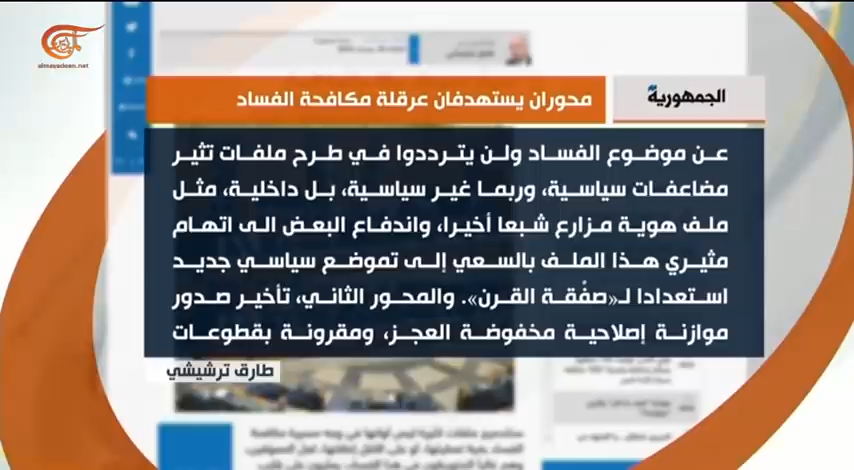 الميادين
almayadeen.net
الجمهورية
محوران يستهدفان عرقلة مكافحة الفساد
عن موضوع الفساد ولن يترددوا في طرح ملفات تثير
مضاعفات سياسية، وربما غير سياسية، بل داخلية، مثل
ملف هوية مزارع شبعا أخيرا، واندفاع البعض الى اتهام
مثيري هذا الملف بالسعي إلى تموضع سياسي جديد
استعدادا لـ«صفْقة القرن». والمحور الثاني، تأخير صدور
موازنة إصلاحية مخفوضة العجز، ومقرونة بقطوعات
طارق ترشيشي